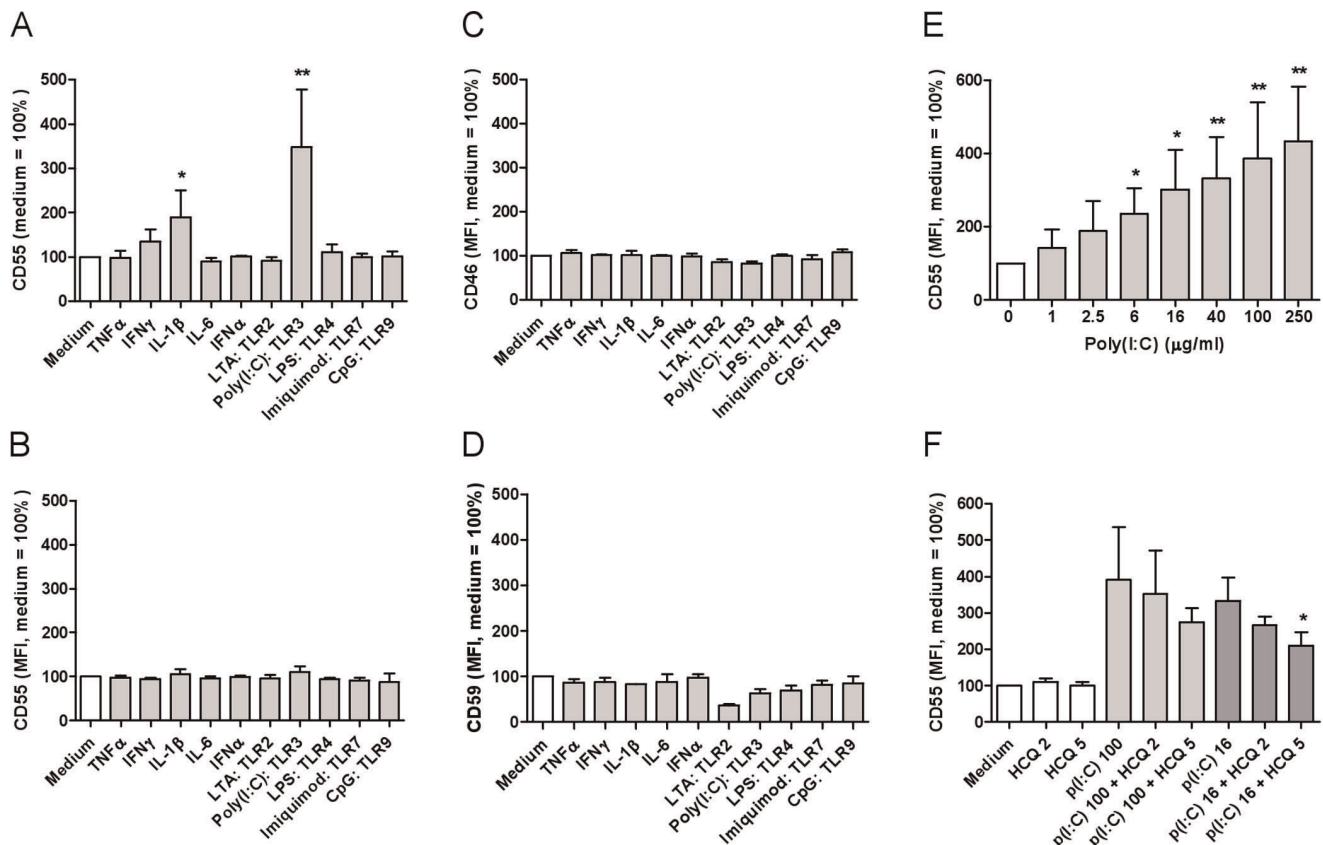 A
CD55 (medium = 100% )
500
400
300
200
100
0
*
**
Medium
TNFα
IFNγ
IL-1β
IL-6
IFNα
LTA: TLR2
Poly(I:C): TLR3
LPS: TLR4
Imiquimod: TLR7
CpG: TLR9
C
CD46 (MFI, medium = 100% )
500
400
300
200
100
0
Medium
TNFα
IFNγ
IL-1β
IL-6
IFNα
LTA: TLR2
Poly(I:C): TLR3
LPS: TLR4
Imiquimod: TLR7
CpG: TLR9
E
CD55 (MFI, medium = 100% )
600
400
200
0
*
*
**
**
**
0 1 2.5 6 16 40 100 250
Poly(I:C) (μg/ml)
B
CD55 (MFI, medium = 100% )
500
400
300
200
100
0
Medium
TNFα
IFNγ
IL-1β
IL-6
IFNα
LTA: TLR2
Poly(I:C): TLR3
LPS: TLR4
Imiquimod: TLR7
CpG: TLR9
D
CD59 (MFI, medium = 100%)
500
400
300
200
100
0
Medium
TNFα
IFNγ
IL-1β
IL-6
IFNα
LTA: TLR2
Poly(I:C): TLR3
LPS: TLR4
Imiquimod: TLR7
CpG: TLR9
F
CD55 (MFI, medium = 100%)
600
500
400
300
200
100
0
*
Medium
HCQ 2
HCQ 5
p(I:C) 100
p(I:C) 100 + HCQ 2
p(I:C) 100 + HCQ 5
p(I:C) 16
p(I:C) 16 + HCQ 2
p(I:C) 16 + HCQ 5